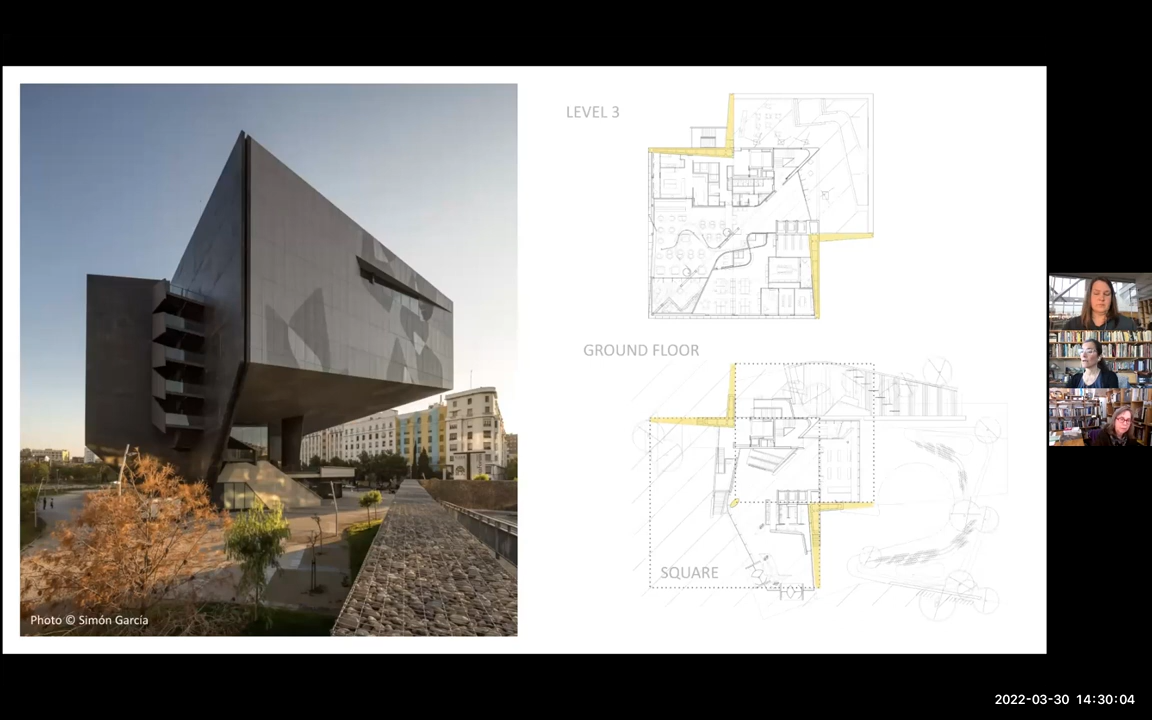 LEVEL 3
GROUND FLOOR
SQUARE
Photo © Simón García
2022-03-30 14:30:04